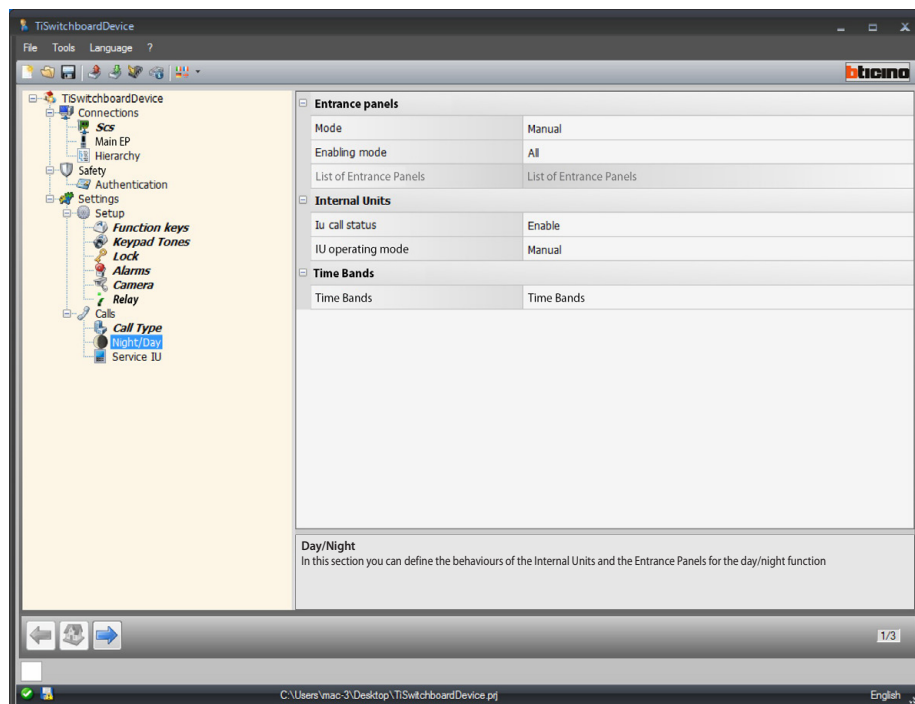 TiSwitchboardDevice
File Tools Language ?
bticino
TiSwitchboardDevice
Connections
Scs
Main EP
Hierarchy
Safety
Authentication
Settings
Setup
Function keys
Keypad Tones
Lock
Alarms
Camera
Relay
Calls
Call Type
Night/Day
Service IU
Entrance panels
Mode Manual
Enabling mode All
List of Entrance Panels List of Entrance Panels
Internal Units
Iu call status Enable
IU operating mode Manual
Time Bands
Time Bands Time Bands
Day/Night
In this section you can define the behaviours of the Internal Units and the Entrance Panels for the day/night function
1/3
C:\Users\mac-3\Desktop\TiSwitchboardDevice.prj English